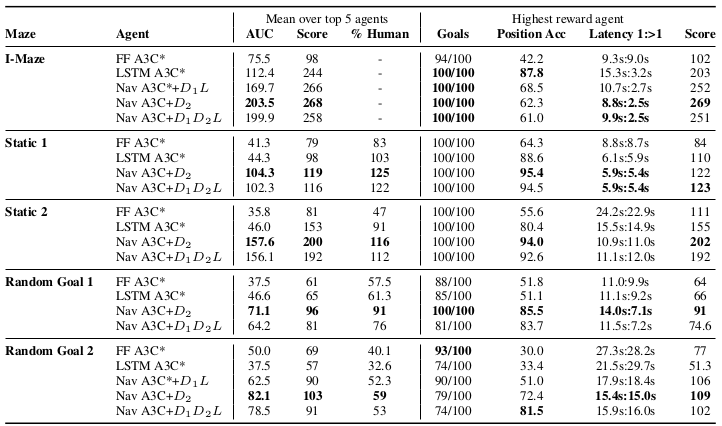 Mean over top 5 agents Highest reward agent
Maze Agent AUC Score % Human Goals Position Acc Latency 1:>1 Score
I-Maze FF A3C* 75.5 98 - 94/100 42.2 9.3s:9.0s 102
LSTM A3C* 112.4 244 - 100/100 87.8 15.3s:3.2s 203
Nav A3C*+D1L 169.7 266 - 100/100 68.5 10.7s:2.7s 252
Nav A3C+D2 203.5 268 - 100/100 62.3 8.8s:2.5s 269
Nav A3C+D1D2L 199.9 258 - 100/100 61.0 9.9s:2.5s 251
Static 1 FF A3C* 41.3 79 83 100/100 64.3 8.8s:8.7s 84
LSTM A3C* 44.3 98 103 100/100 88.6 6.1s:5.9s 110
Nav A3C+D2 104.3 119 125 100/100 95.4 5.9s:5.4s 122
Nav A3C+D1D2L 102.3 116 122 100/100 94.5 5.9s:5.4s 123
Static 2 FF A3C* 35.8 81 47 100/100 55.6 24.2s:22.9s 111
LSTM A3C* 46.0 153 91 100/100 80.4 15.5s:14.9s 155
Nav A3C+D2 157.6 200 116 100/100 94.0 10.9s:11.0s 202
Nav A3C+D1D2L 156.1 192 112 100/100 92.6 11.1s:12.0s 192
Random Goal 1 FF A3C* 37.5 61 57.5 88/100 51.8 11.0:9.9s 64
LSTM A3C* 46.6 65 61.3 85/100 51.1 11.1s:9.2s 66
Nav A3C+D2 71.1 96 91 100/100 85.5 14.0s:7.1s 91
Nav A3C+D1D2L 64.2 81 76 81/100 83.7 11.5s:7.2s 74.6
Random Goal 2 FF A3C* 50.0 69 40.1 93/100 30.0 27.3s:28.2s 77
LSTM A3C* 37.5 57 32.6 74/100 33.4 21.5s:29.7s 51.3
Nav A3C*+D1L 62.5 90 52.3 90/100 51.0 17.9s:18.4s 106
Nav A3C+D2 82.1 103 59 79/100 72.4 15.4s:15.0s 109
Nav A3C+D1D2L 78.5 91 53 74/100 81.5 15.9s:16.0s 102